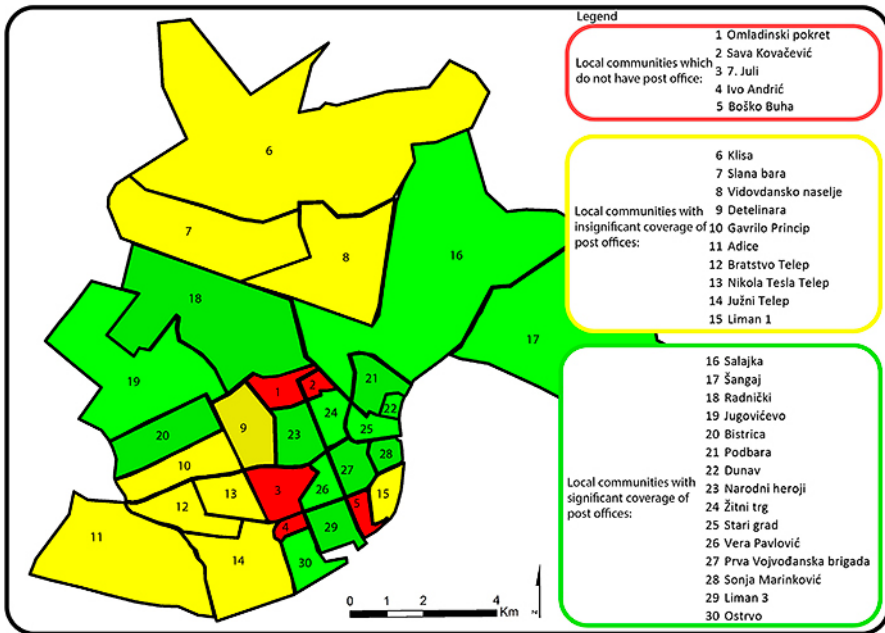 Legend
Local communities which
do not have post office:
1 Omladinski pokret
2 Sava Kovačević
3 7. Juli
4 Ivo Andrić
5 Boško Buha
Local communities with
insignificant coverage of
post offices:
6 Klisa
7 Slana bara
8 Vidovdansko naselje
9 Detelinara
10 Gavrilo Princip
11 Adice
12 Bratstvo Telep
13 Nikola Tesla Telep
14 Južni Telep
15 Liman 1
Local communities with
significant coverage of
post offices:
16 Salajka
17 Šangaj
18 Radnički
19 Jugovićevo
20 Bistrica
21 Podbara
22 Dunav
23 Narodni heroji
24 Žitni trg
25 Stari grad
26 Vera Pavlović
27 Prva Vojvođanska brigada
28 Sonja Marinković
29 Liman 3
30 Ostrvo
6
7
8
16
18
17
19
21
1
2
22
24
20
9
23
25
10
27
28
3
26
13
12
15
5
4
29
11
14
30
0 1 2 4
Km
N